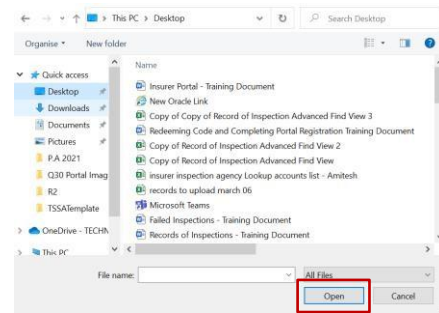 This PC > Desktop
Search Desktop
Organise
New folder
Name
Quick access
Desktop
Downloads
Documents
Pictures
P.A 2021
Q30 Portal Imag
R2
TSSATemplate
OneDrive - TECHN
This PC
Insurer Portal - Training Document
New Oracle Link
Copy of Copy of Record of Inspection Advanced Find View 3
Redeeming Code and Completing Portal Registration Training Document
Copy of Record of Inspection Advanced Find View 2
Copy of Record of Inspection Advanced Find View
insurer inspection agency Lookup accounts list - Amitesh
records to upload march 06
Microsoft Teams
Failed Inspections - Training Document
Records of Inspections - Training Document
File name:
All Files
Open
Cancel